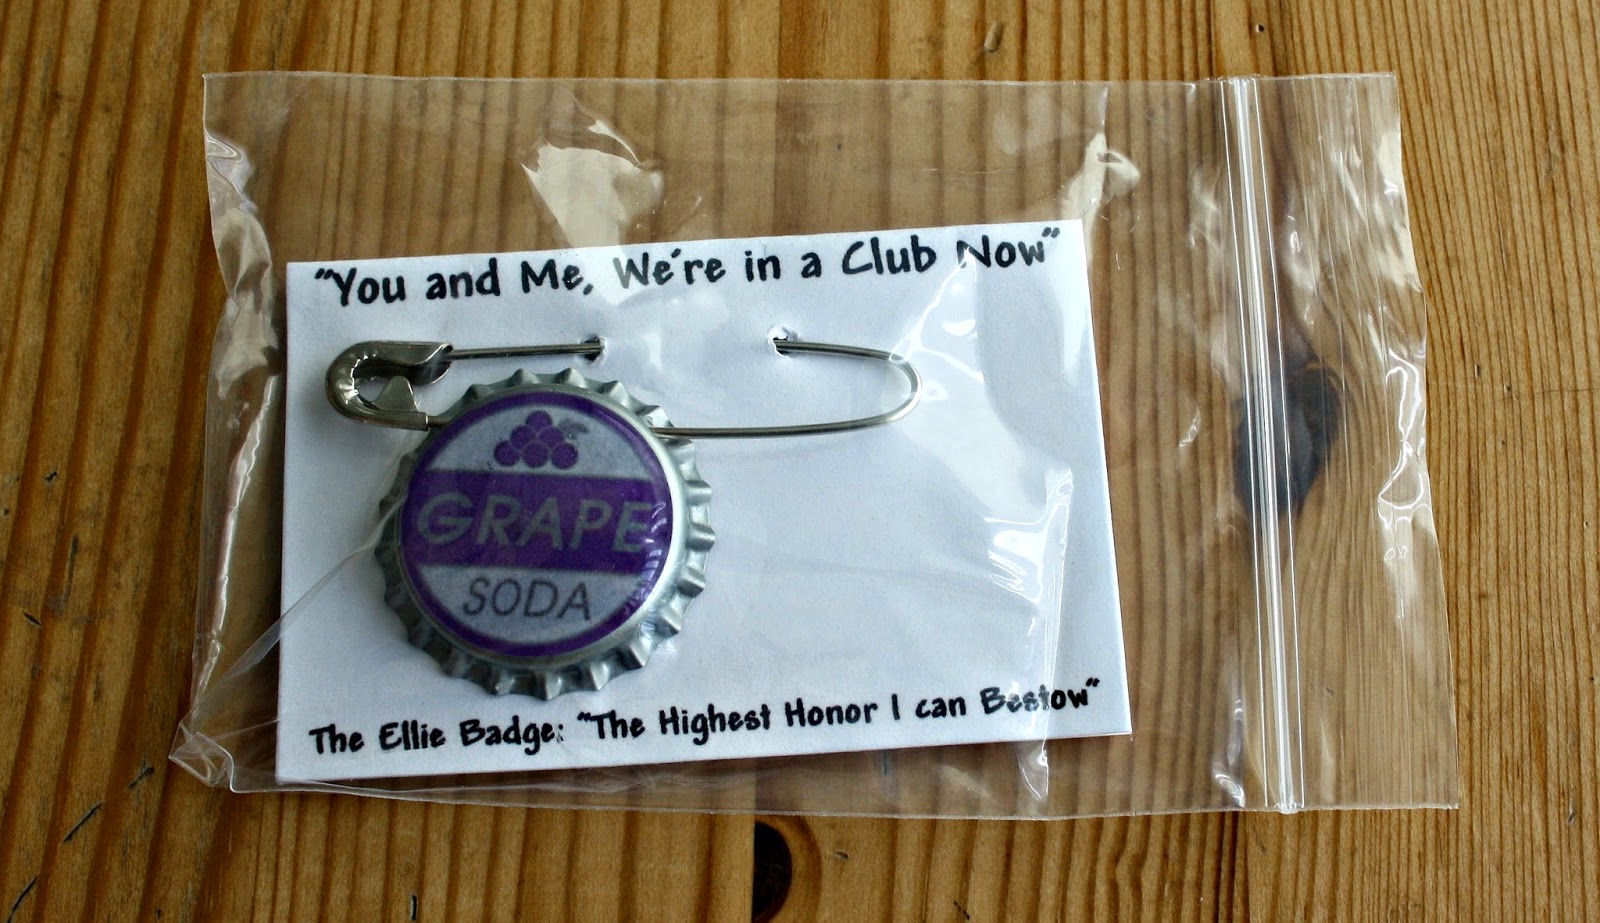 "You and Me, We're in a Club Now"
GRAPE
SODA
The Ellie Badge: "The Highest Honor I can Bestow"